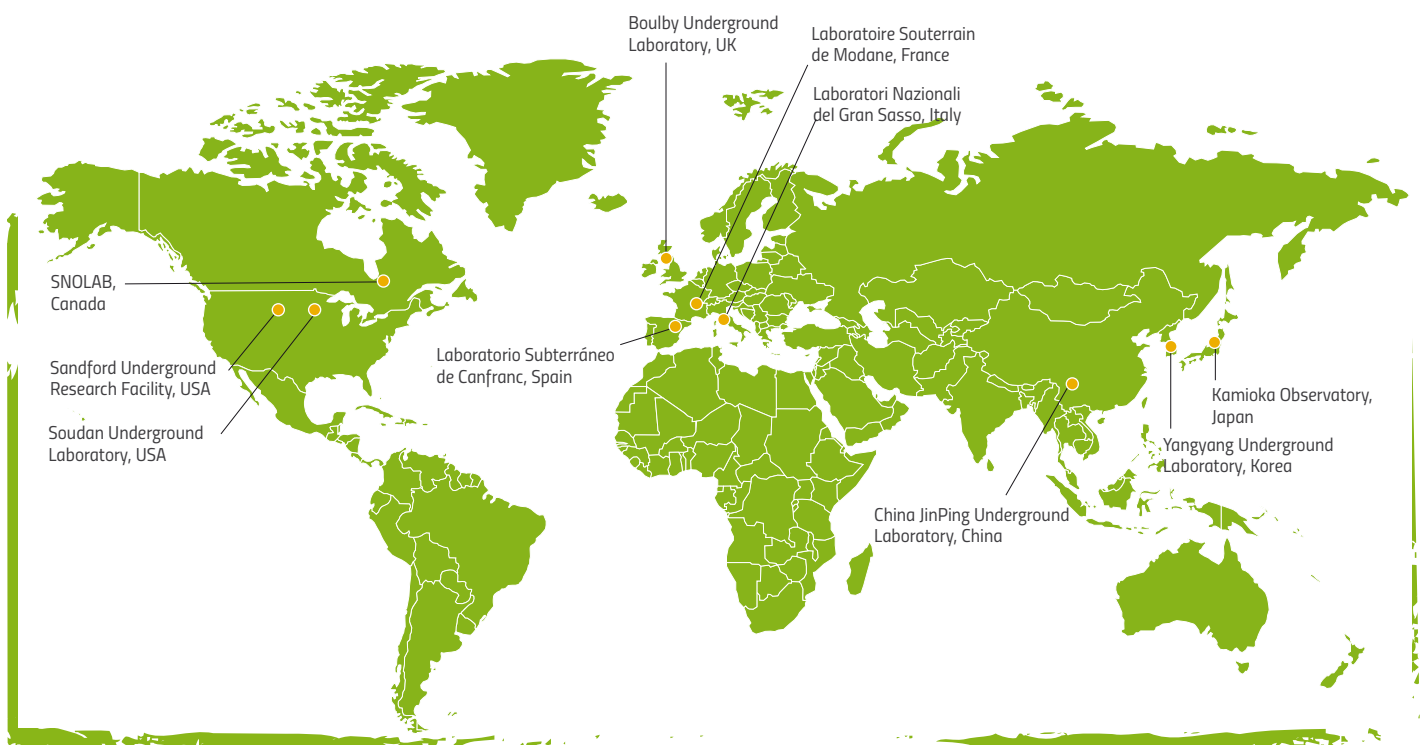 Boulby Underground
Laboratory, UK
Laboratoire Souterrain
de Modane, France
Laboratori Nazionali
del Gran Sasso, Italy
SNOLAB,
Canada
Sandford Underground
Research Facility, USA
Soudan Underground
Laboratory, USA
Laboratorio Subterráneo
de Canfranc, Spain
Kamioka Observatory,
Japan
Yangyang Underground
Laboratory, Korea
China JinPing Underground
Laboratory, China